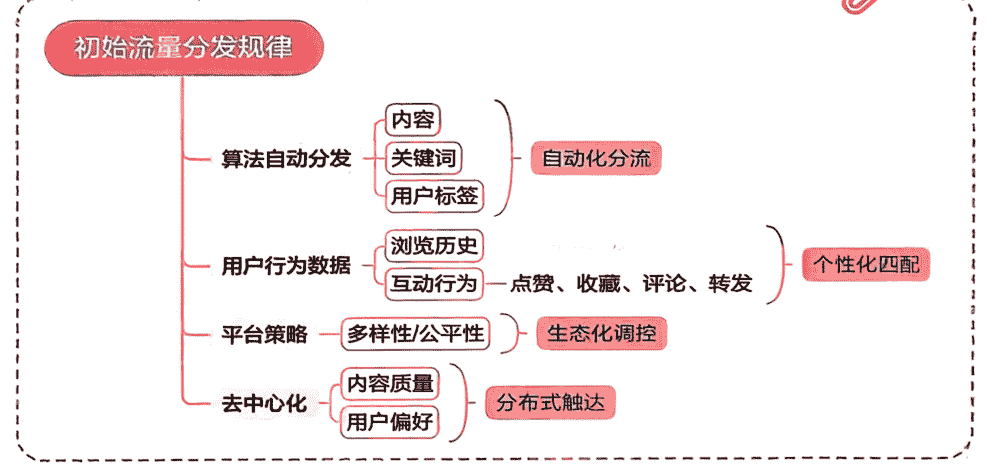 初始流量分发规律
内容
算法自动分发
关键词
自动化分流
用户标签
浏览历史
用户行为数据
个性化匹配
互动行为
点赞、收藏、评论、转发
平台策略
多样性/公平性
生态化调控
内容质量
去中心化
分布式触达
用户偏好